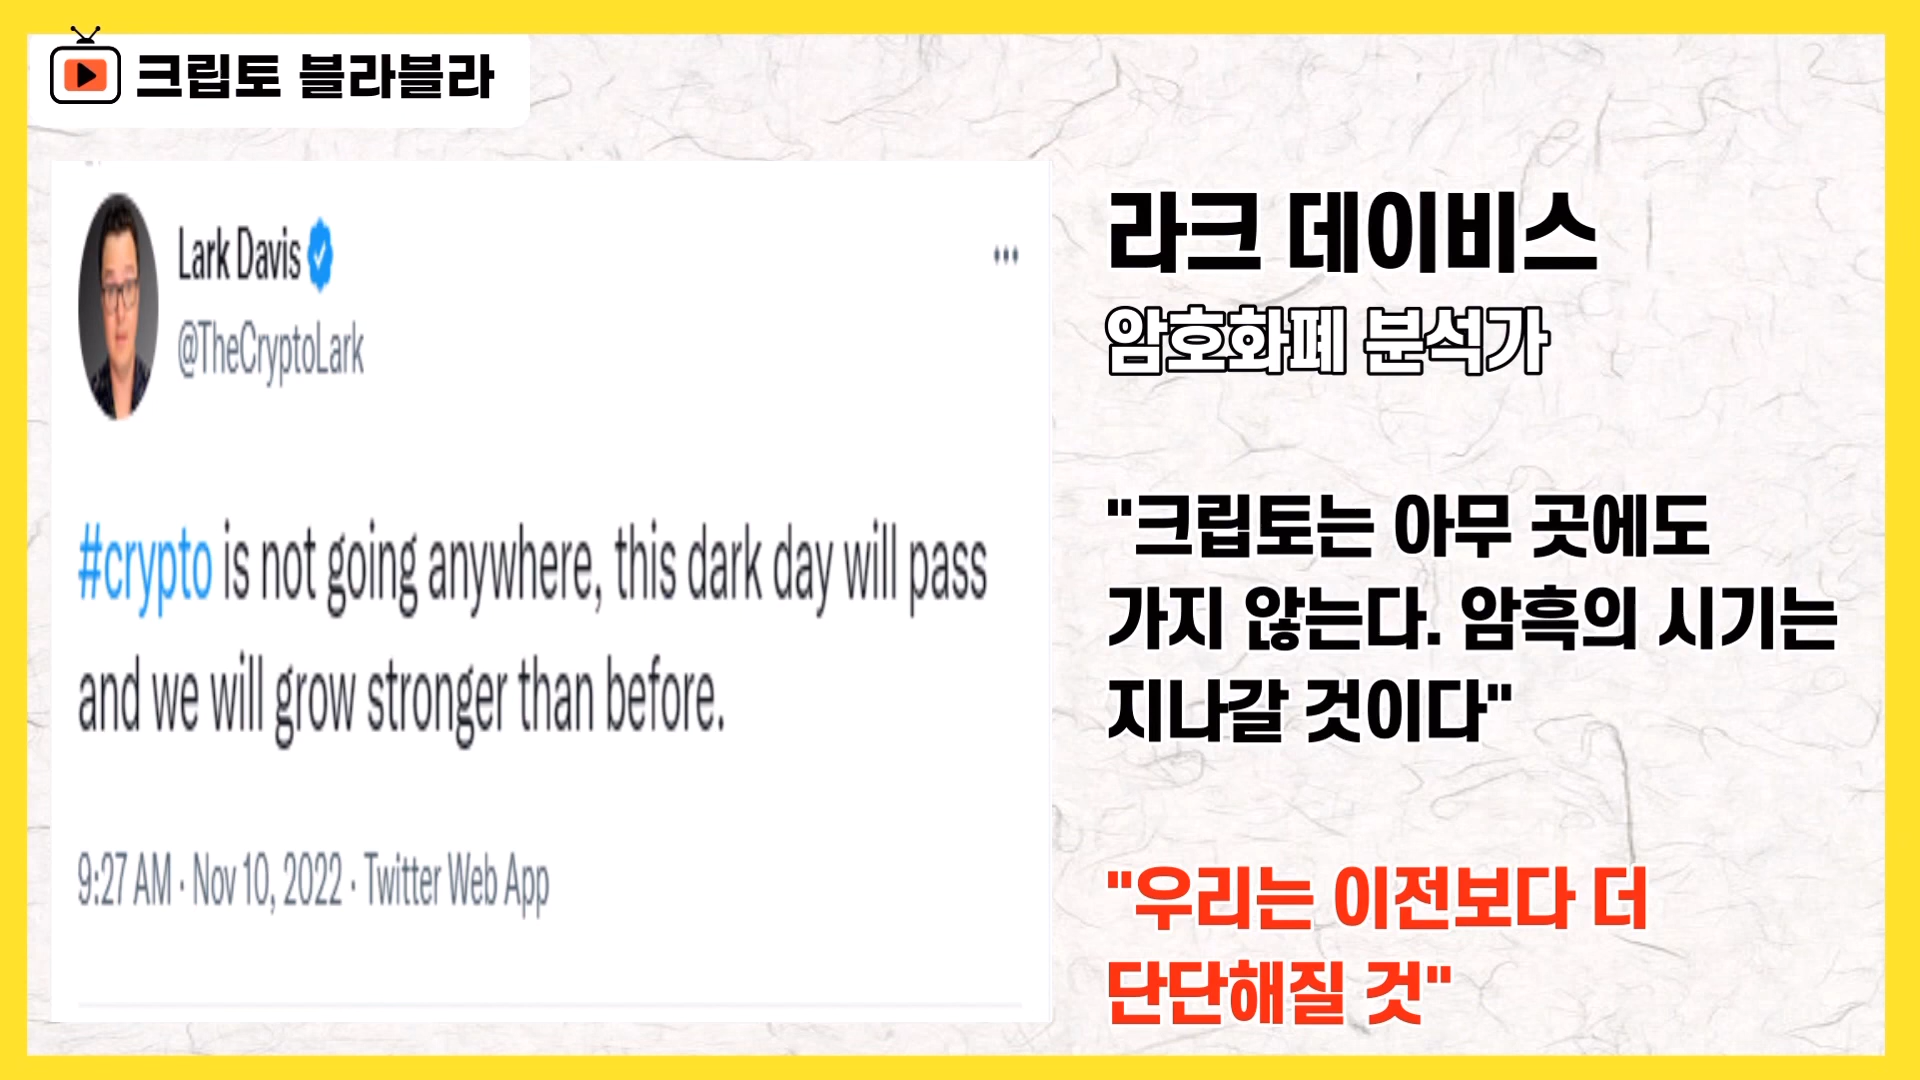 크립토 블라블라
Lark Davis
@TheCryptoLark
#crypto is not going anywhere, this dark day will pass
and we will grow stronger than before.
9:27 AM · Nov 10, 2022 · Twitter Web App
라크 데이비스
암호화폐 분석가
"크립토는 아무 곳에도
가지 않는다. 암흑의 시기는
지나갈 것이다"
"우리는 이전보다 더
단단해질 것"